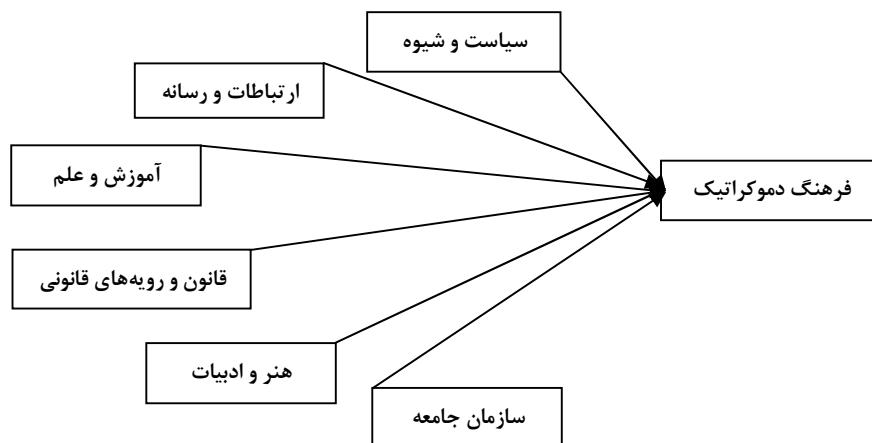 سیاست و شیوه
ارتباطات و رسانه
آموزش و علم
فرهنگ دموکراتیک
قانون و رویه‌های قانونی
هنر و ادبیات
سازمان جامعه